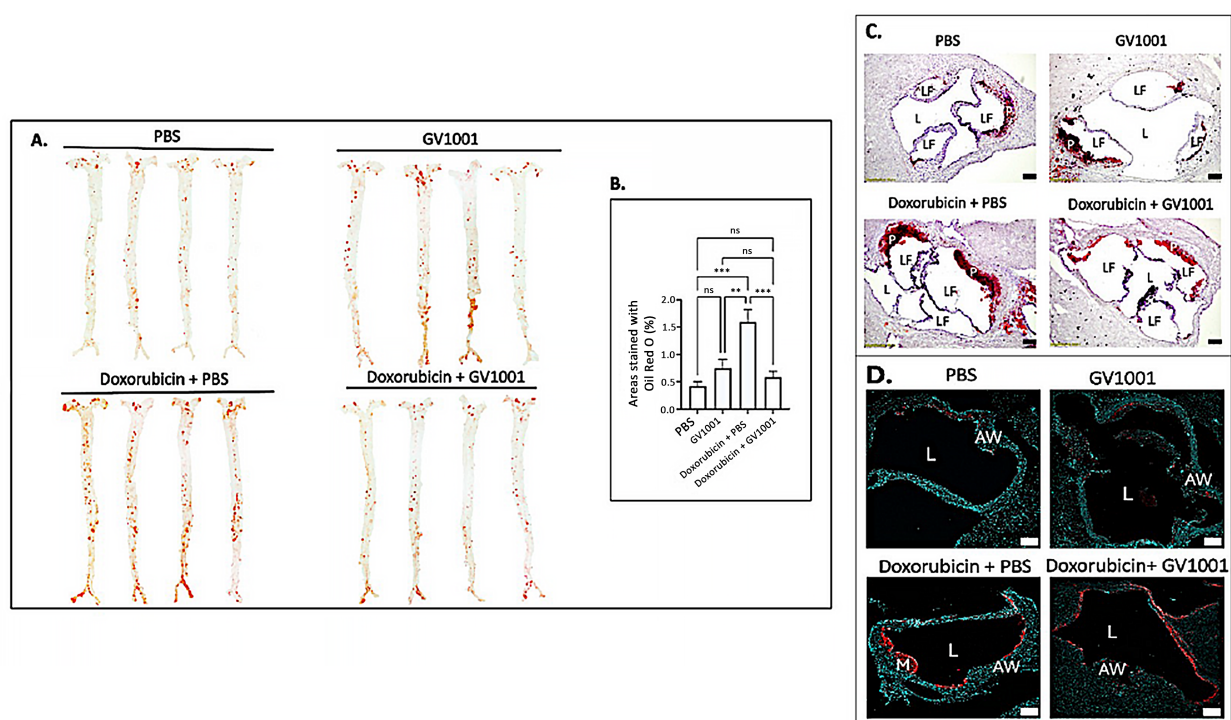 A.
PBS
GV1001
Doxorubicin + PBS
Doxorubicin + GV1001
B.
ns
ns
***
ns
**
***
Areas stained with
Oil Red O (%)
2.0
1.5
1.0
0.5
0.0
PBS
GV1001
Doxorubicin + PBS
Doxorubicin + GV1001
C.
PBS
GV1001
LF
L
LF
P
LF
LF
L
P
LF
LF
Doxorubicin + PBS
Doxorubicin + GV1001
P
LF
P
L
LF
LF
P
LF
L
LF
LF
D.
PBS
GV1001
AW
L
AW
L
Doxorubicin + PBS
Doxorubicin+ GV1001
L
M
AW
L
AW